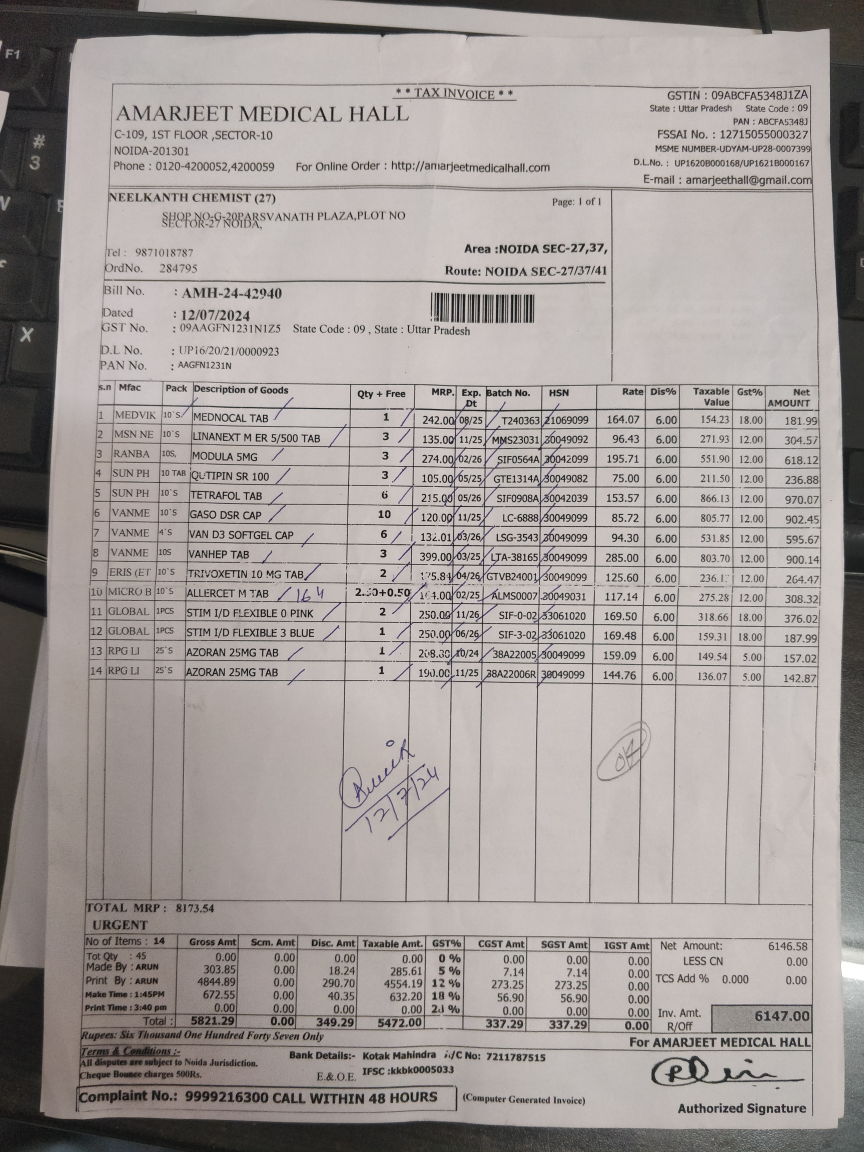 * * TAX INVOICE * *
AMARJEET MEDICAL HALL
C-109, 1ST FLOOR ,SECTOR-10
NOIDA-201301
Phone : 0120-4200052,4200059 For Online Order : http://amarjeetmedicalhall.com
GSTIN : 09ABCFA5348J1ZA
State : Uttar Pradesh State Code : 09
PAN : ABCFA5348J
FSSAI No. : 12715055000327
MSME NUMBER-UDYAM-UP28-0007399
D.L.No. : UP1620B000168/UP1621B000167
E-mail : amarjeethall@gmail.com
NEELKANTH CHEMIST (27) Page: 1 of 1
SHOP NO-G-20PARSVANATH PLAZA,PLOT NO
SECTOR-27 NOIDA,
Tel : 9871018787 Area :NOIDA SEC-27,37,
OrdNo. 284795 Route: NOIDA SEC-27/37/41
Bill No. : AMH-24-42940
Dated : 12/07/2024
GST No. : 09AAGFN1231N1Z5 State Code : 09 , State : Uttar Pradesh
D.L No. : UP16/20/21/0000923
PAN No. : AAGFN1231N
s.n Mfac Pack Description of Goods Qty + Free MRP. Exp. Dt Batch No. HSN Rate Dis% Taxable Value Gst% Net AMOUNT
1 MEDVIK 10`S MEDNOCAL TAB 1 242.00 08/25 T240363 21069099 164.07 6.00 154.23 18.00 181.99
2 MSN NE 10`S LINANEXT M ER 5/500 TAB 3 135.00 11/25 MMS23031 30049092 96.43 6.00 271.93 12.00 304.57
3 RANBA 10S, MODULA 5MG 3 274.00 02/26 SIF0564A 30042099 195.71 6.00 551.90 12.00 618.12
4 SUN PH 10 TAB QUTIPIN SR 100 3 105.00 05/25 GTE1314A 30049082 75.00 6.00 211.50 12.00 236.88
5 SUN PH 10`S TETRAFOL TAB 6 215.00 05/26 SIF0908A 30042039 153.57 6.00 866.13 12.00 970.07
6 VANME 10`S GASO DSR CAP 10 120.00 11/25 LC-6888 30049099 85.72 6.00 805.77 12.00 902.45
7 VANME 4`S VAN D3 SOFTGEL CAP 6 132.01 03/26 LSG-3543 30049099 94.30 6.00 531.85 12.00 595.67
8 VANME 10S VANHEP TAB 3 399.00 03/25 LTA-38165 30049099 285.00 6.00 803.70 12.00 900.14
9 ERIS (ET 10`S TRIVOXETIN 10 MG TAB 2 175.84 04/26 GTVB24001 30049099 125.60 6.00 12.00 264.47
10 MICRO B 10`S ALLERCET M TAB 164 2.50+0.50 164.00 02/25 ALMS0007 30049031 117.14 6.00 275.28 12.00 308.32
11 GLOBAL 1PCS STIM I/D FLEXIBLE 0 PINK 2 250.00 11/26 SIF-0-02 33061020 169.50 6.00 318.66 18.00 376.02
12 GLOBAL 1PCS STIM I/D FLEXIBLE 3 BLUE 1 250.00 06/26 SIF-3-02 33061020 169.48 6.00 159.31 18.00 187.99
13 RPG LI 25`S AZORAN 25MG TAB 1 10/24 38A22005 30049099 159.09 6.00 149.54 5.00 157.02
14 RPG LI 25`S AZORAN 25MG TAB 1 190.00 11/25 38A22006R 30049099 144.76 6.00 136.07 5.00 142.87
OK
12/7/24
TOTAL MRP : 8173.54
URGENT
No of Items : 14 Gross Amt Scm. Amt Disc. Amt Taxable Amt. GST% CGST Amt SGST Amt IGST Amt Net Amount: 6146.58
Tot Qty : 45 0.00 0.00 0.00 0.00 0 % 0.00 0.00 0.00 LESS CN 0.00
Made By : ARUN 303.85 0.00 18.24 285.61 5 % 7.14 7.14 0.00
Print By : ARUN 4844.89 0.00 290.70 4554.19 12 % 273.25 273.25 0.00 TCS Add % 0.000 0.00
Make Time : 1:45PM 672.55 0.00 40.35 632.20 18 % 56.90 56.90 0.00
Print Time : 3:40 pm 0.00 0.00 0.00 0.00 28 % 0.00 0.00 0.00
Total : 5821.29 0.00 349.29 5472.00 337.29 337.29 0.00 Inv. Amt. R/Off 6147.00
Rupees: Six Thousand One Hundred Forty Seven Only For AMARJEET MEDICAL HALL
Terms & Conditions :-
All disputes are subject to Noida Jurisdiction.
Cheque Bounce charges 500Rs.
Bank Details:- Kotak Mahindra A/C No: 7211787515
E.&.O.E. IFSC :kkbk0005033
Complaint No.: 9999216300 CALL WITHIN 48 HOURS (Computer Generated Invoice) Authorized Signature
F1
#
3
X